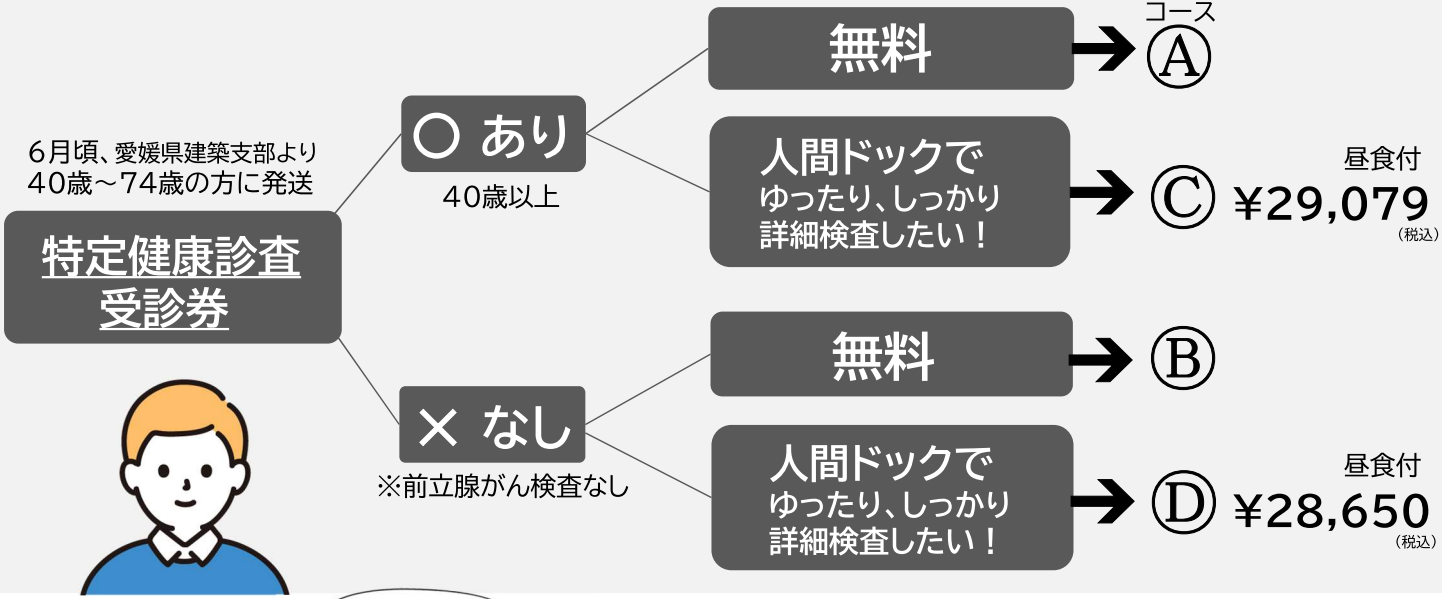 6月頃、愛媛県建築支部より
40歳～74歳の方に発送
特定健康診査
受診券
〇 あり
40歳以上
無料
コース
Ⓐ
人間ドックで
ゆったり、しっかり
詳細検査したい！
Ⓒ
昼食付
¥29,079
(税込)
× なし
※前立腺がん検査なし
無料
Ⓑ
人間ドックで
ゆったり、しっかり
詳細検査したい！
Ⓓ
昼食付
¥28,650
(税込)